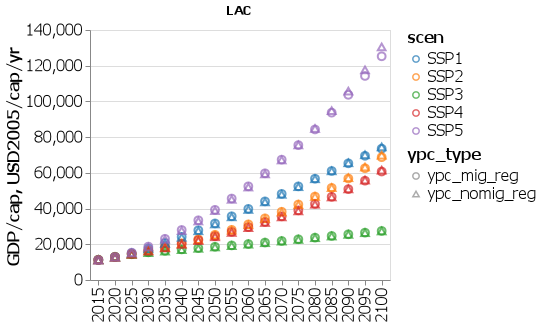 LAC
GDP/cap, USD2005/cap/yr
140,000
120,000
100,000
80,000
60,000
40,000
20,000
0
2015
2020
2025
2030
2035
2040
2045
2050
2055
2060
2065
2070
2075
2080
2085
2090
2095
2100
scen
SSP1
SSP2
SSP3
SSP4
SSP5
ypc_type
ypc_mig_reg
ypc_nomig_reg